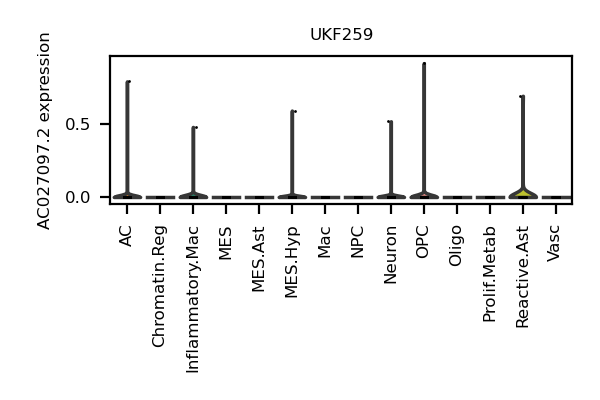 UKF259
AC027097.2 expression
0.5
0.0
AC
Chromatin.Reg
Inflammatory.Mac
MES
MES.Ast
MES.Hyp
Mac
NPC
Neuron
OPC
Oligo
Prolif.Metab
Reactive.Ast
Vasc